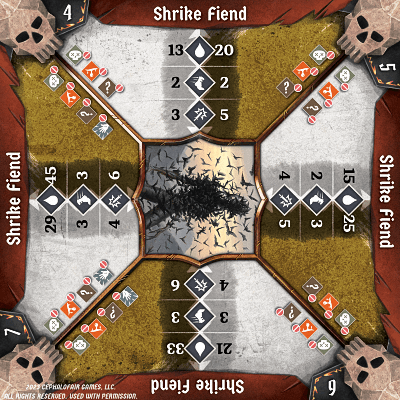 4
Shrike Fiend
13 20
2 2
3 5
5
Shrike Fiend
15 25
2 3
4 5
6
Shrike Fiend
21 33
3 3
4 6
7
Shrike Fiend
29 45
3 3
4 6
2023 CEPHALOFAIR GAMES, LLC.
ALL RIGHTS RESERVED. USED WITH PERMISSION.